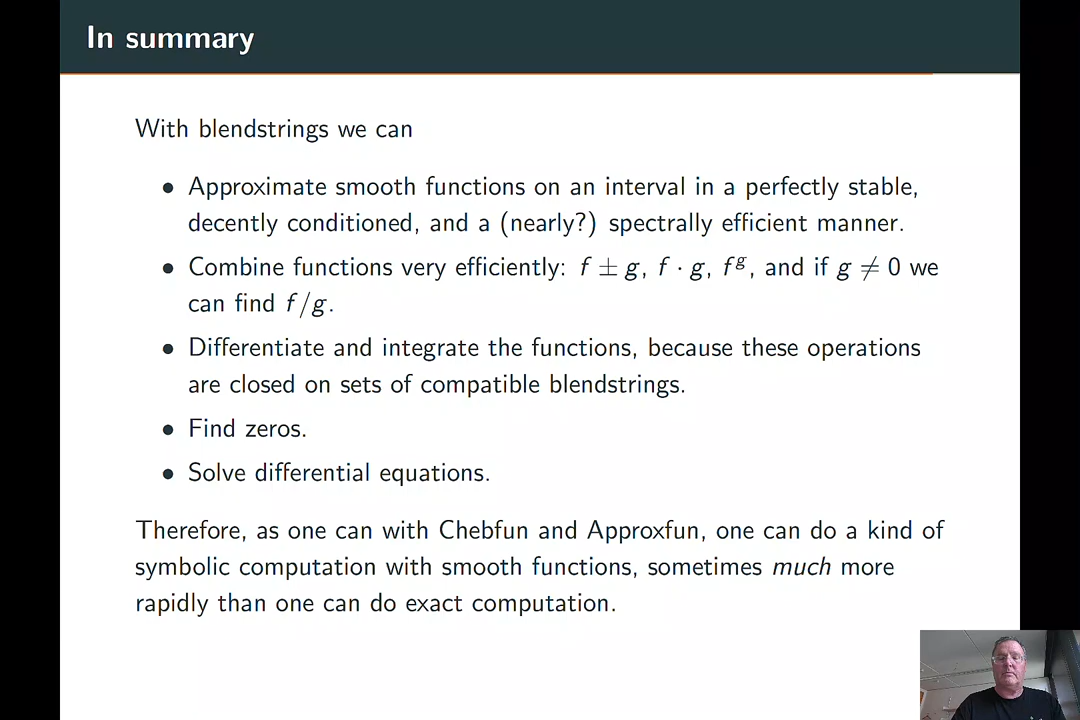 In summary
With blendstrings we can
• Approximate smooth functions on an interval in a perfectly stable,
decently conditioned, and a (nearly?) spectrally efficient manner.
• Combine functions very efficiently: f ± g, f · g, f^g, and if g ≠ 0 we
can find f/g.
• Differentiate and integrate the functions, because these operations
are closed on sets of compatible blendstrings.
• Find zeros.
• Solve differential equations.
Therefore, as one can with Chebfun and Approxfun, one can do a kind of
symbolic computation with smooth functions, sometimes much more
rapidly than one can do exact computation.